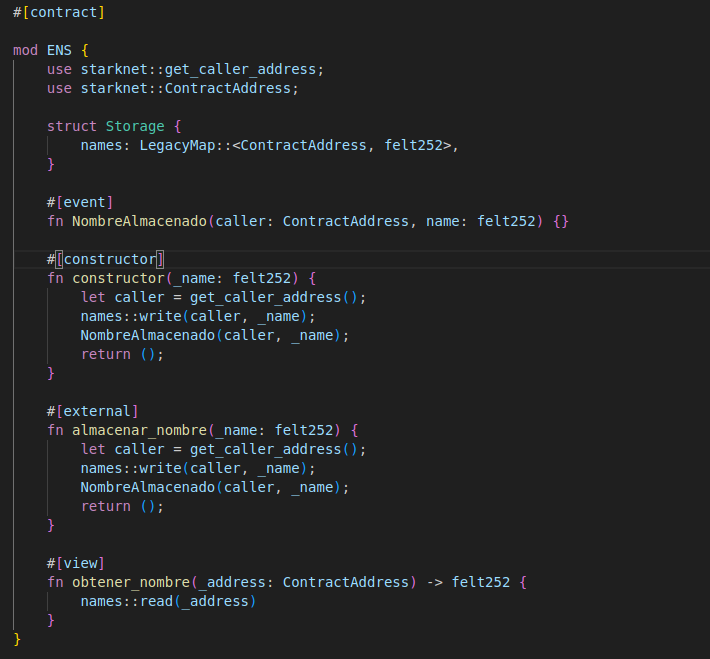 #[contract]
mod ENS {
use starknet::get_caller_address;
use starknet::ContractAddress;
struct Storage {
names: LegacyMap::<ContractAddress, felt252>,
}
#[event]
fn NombreAlmacenado(caller: ContractAddress, name: felt252) {}
#[constructor]
fn constructor(_name: felt252) {
let caller = get_caller_address();
names::write(caller, _name);
NombreAlmacenado(caller, _name);
return ();
}
#[external]
fn almacenar_nombre(_name: felt252) {
let caller = get_caller_address();
names::write(caller, _name);
NombreAlmacenado(caller, _name);
return ();
}
#[view]
fn obtener_nombre(_address: ContractAddress) -> felt252 {
names::read(_address)
}
}